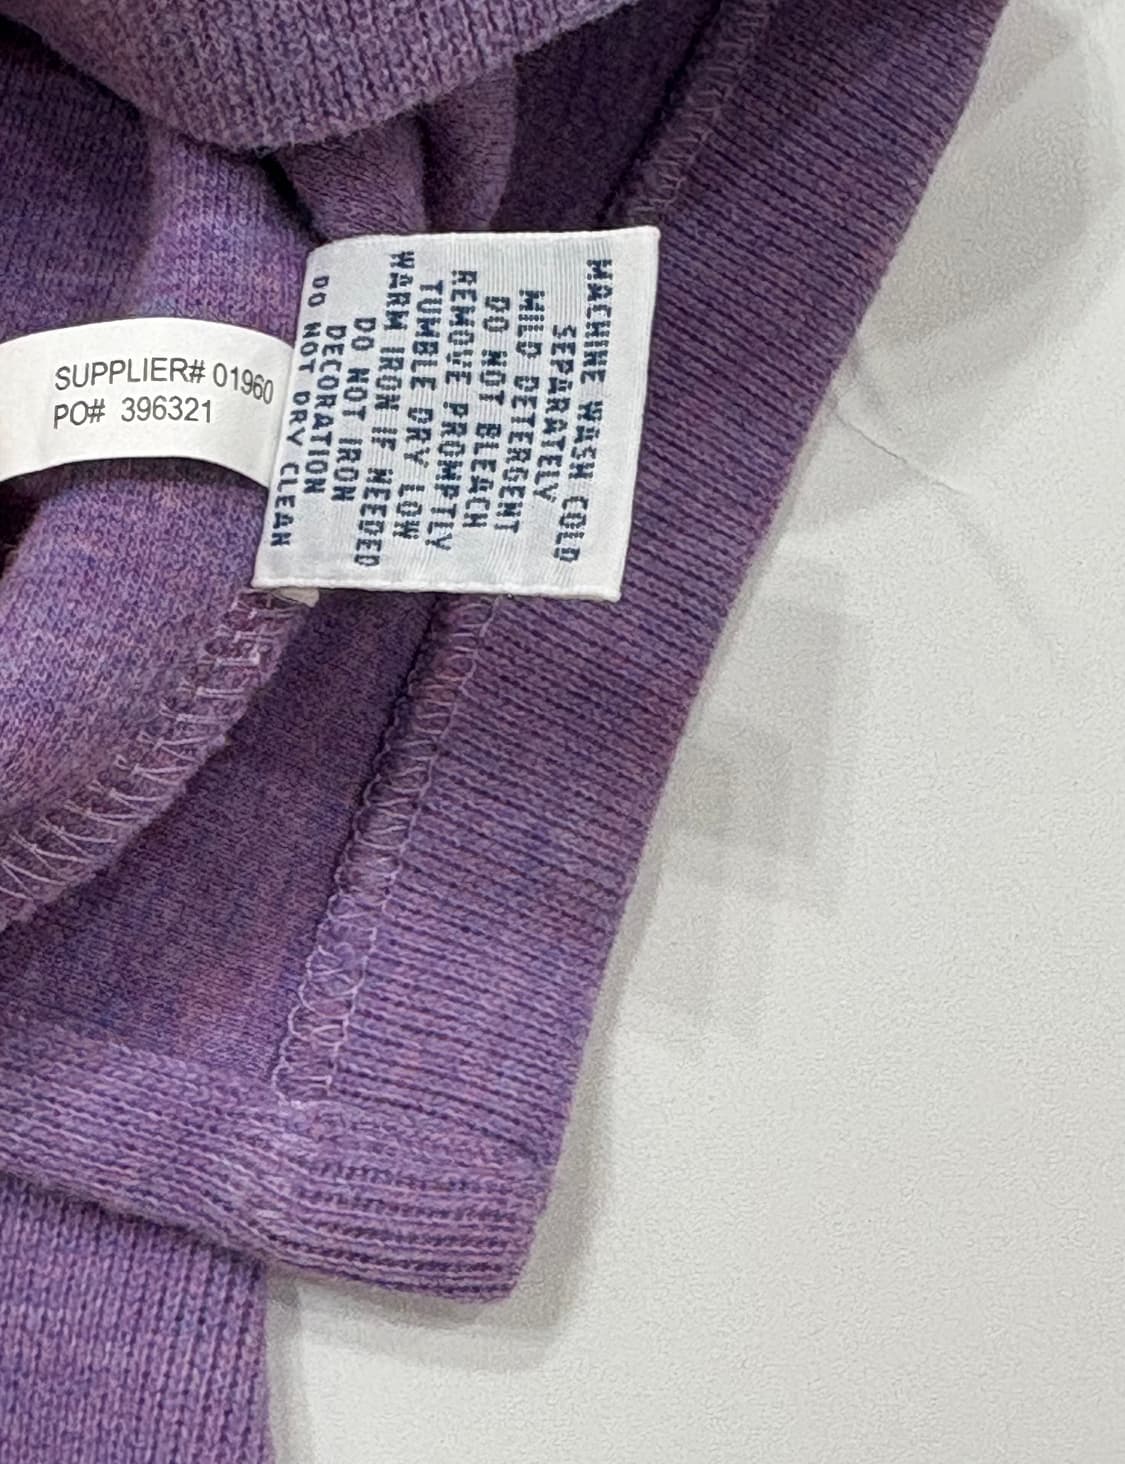 SUPPLIER# 01960
PO# 396321
MACHINE WASH COLD
SEPARATELY
MILD DETERGENT
DO NOT BLEACH
REMOVE PROMPTLY
TUMBLE DRY LOW
WARM IRON IF NEEDED
DO NOT IRON
DECORATION
DO NOT DRY CLEAN